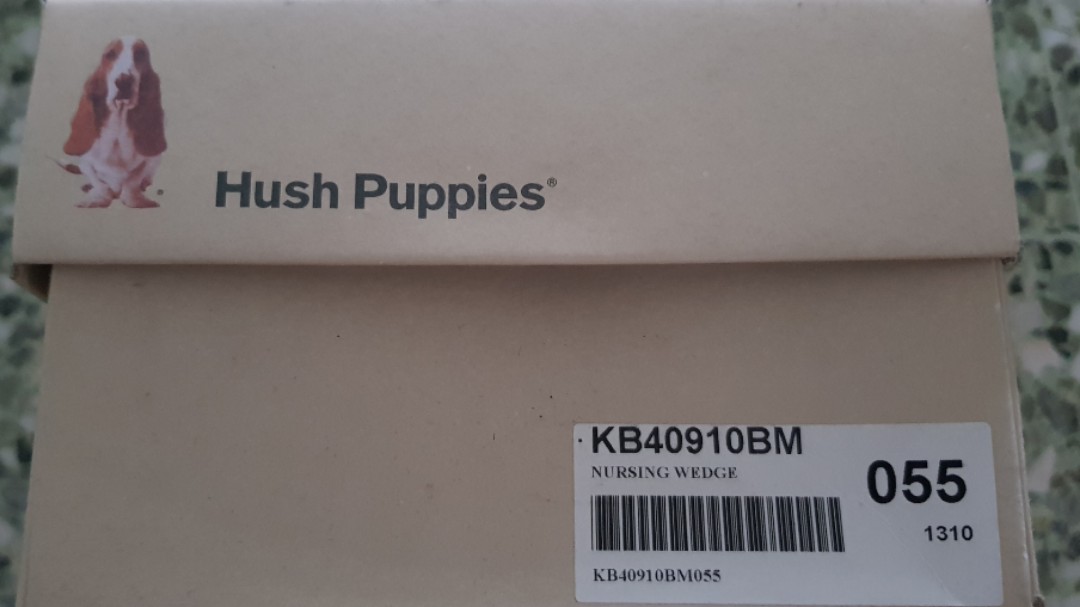 Hush Puppies®
KB40910BM
NURSING WEDGE
055
1310
KB40910BM055